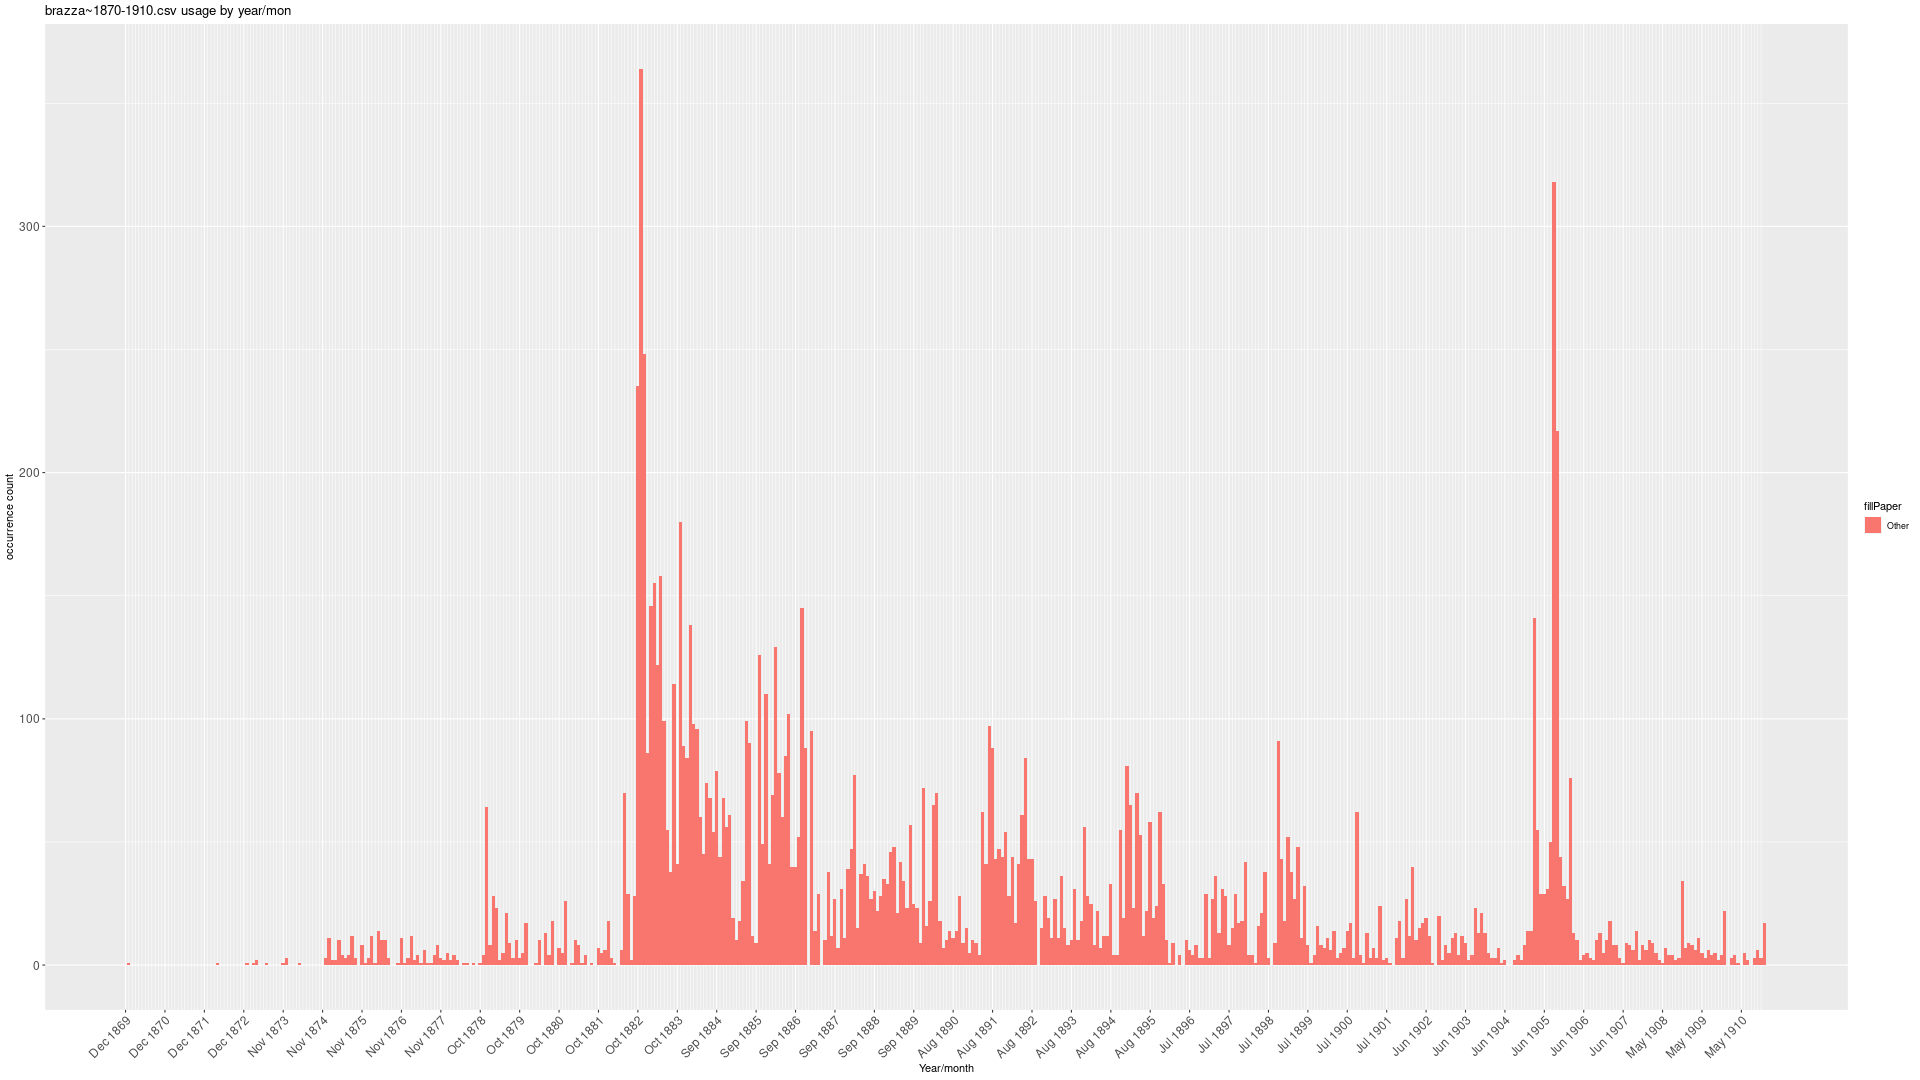 brazza~1870-1910.csv usage by year/mon
300
200
100
0
occurrence count
Dec 1869
Dec 1870
Dec 1871
Dec 1872
Nov 1873
Nov 1874
Nov 1875
Nov 1876
Nov 1877
Oct 1878
Oct 1879
Oct 1880
Oct 1881
Oct 1882
Oct 1883
Sep 1884
Sep 1885
Sep 1886
Sep 1887
Sep 1888
Sep 1889
Aug 1890
Aug 1891
Aug 1892
Aug 1893
Aug 1894
Aug 1895
Jul 1896
Jul 1897
Jul 1898
Jul 1899
Jul 1900
Jul 1901
Jun 1902
Jun 1903
Jun 1904
Jun 1905
Jun 1906
Jun 1907
May 1908
May 1909
May 1910
Year/month
fillPaper
Other